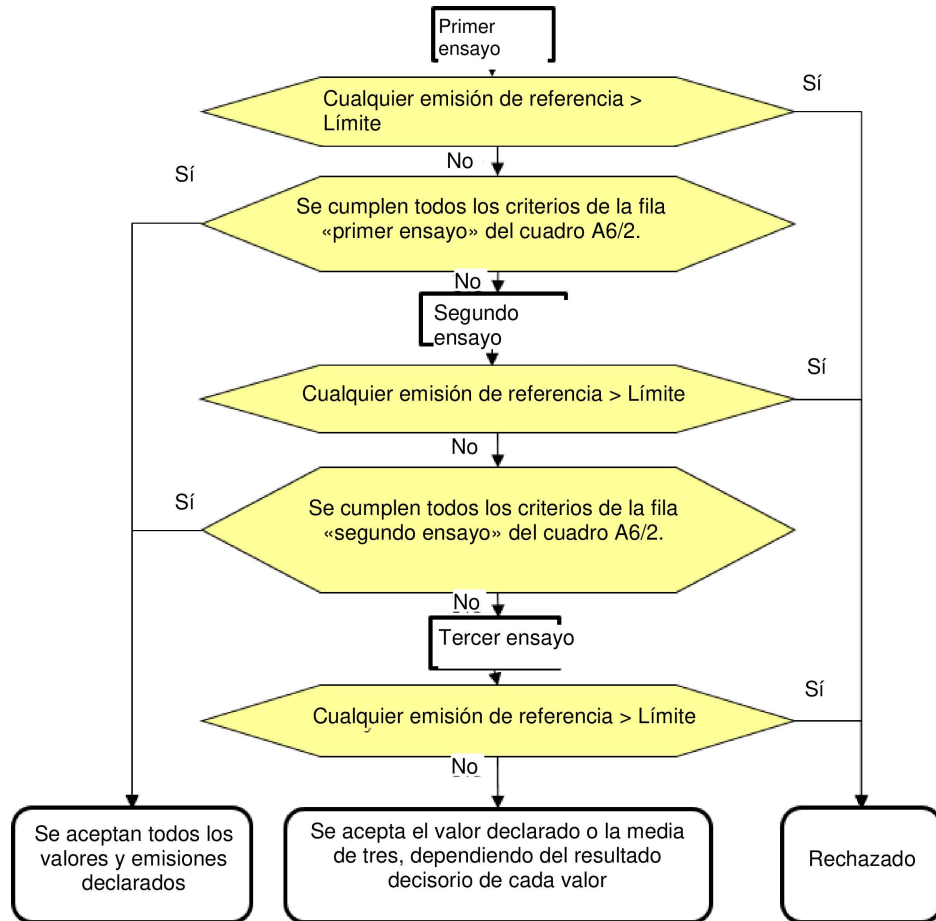 Primer
ensayo
Sí
Cualquier emisión de referencia >
Límite
No
Sí
Se cumplen todos los criterios de la fila
«primer ensayo» del cuadro A6/2.
No
Segundo
ensayo
Sí
Cualquier emisión de referencia > Límite
No
Sí
Se cumplen todos los criterios de la fila
«segundo ensayo» del cuadro A6/2.
No
Tercer ensayo
Sí
Cualquier emisión de referencia > Límite
No
Se aceptan todos los
valores y emisiones
declarados
Se acepta el valor declarado o la media
de tres, dependiendo del resultado
decisorio de cada valor
Rechazado